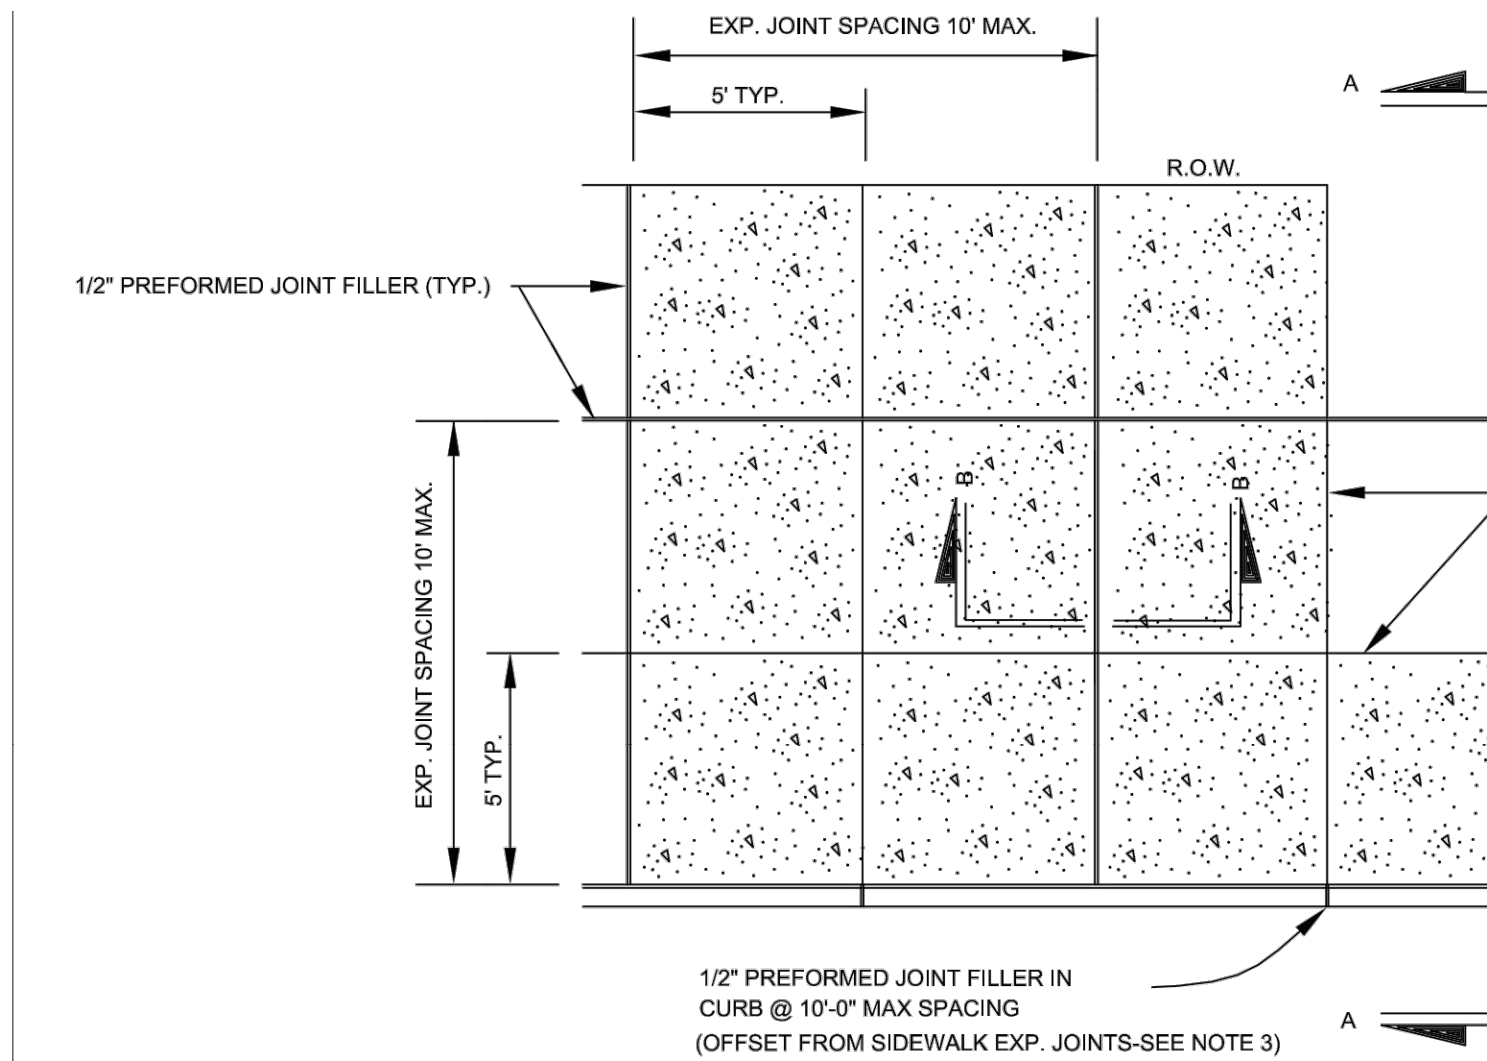 EXP. JOINT SPACING 10' MAX.
A
5' TYP.
R.O.W.
1/2" PREFORMED JOINT FILLER (TYP.)
B
B
EXP. JOINT SPACING 10' MAX.
5' TYP.
1/2" PREFORMED JOINT FILLER IN
CURB @ 10'-0" MAX SPACING
(OFFSET FROM SIDEWALK EXP. JOINTS-SEE NOTE 3)
A